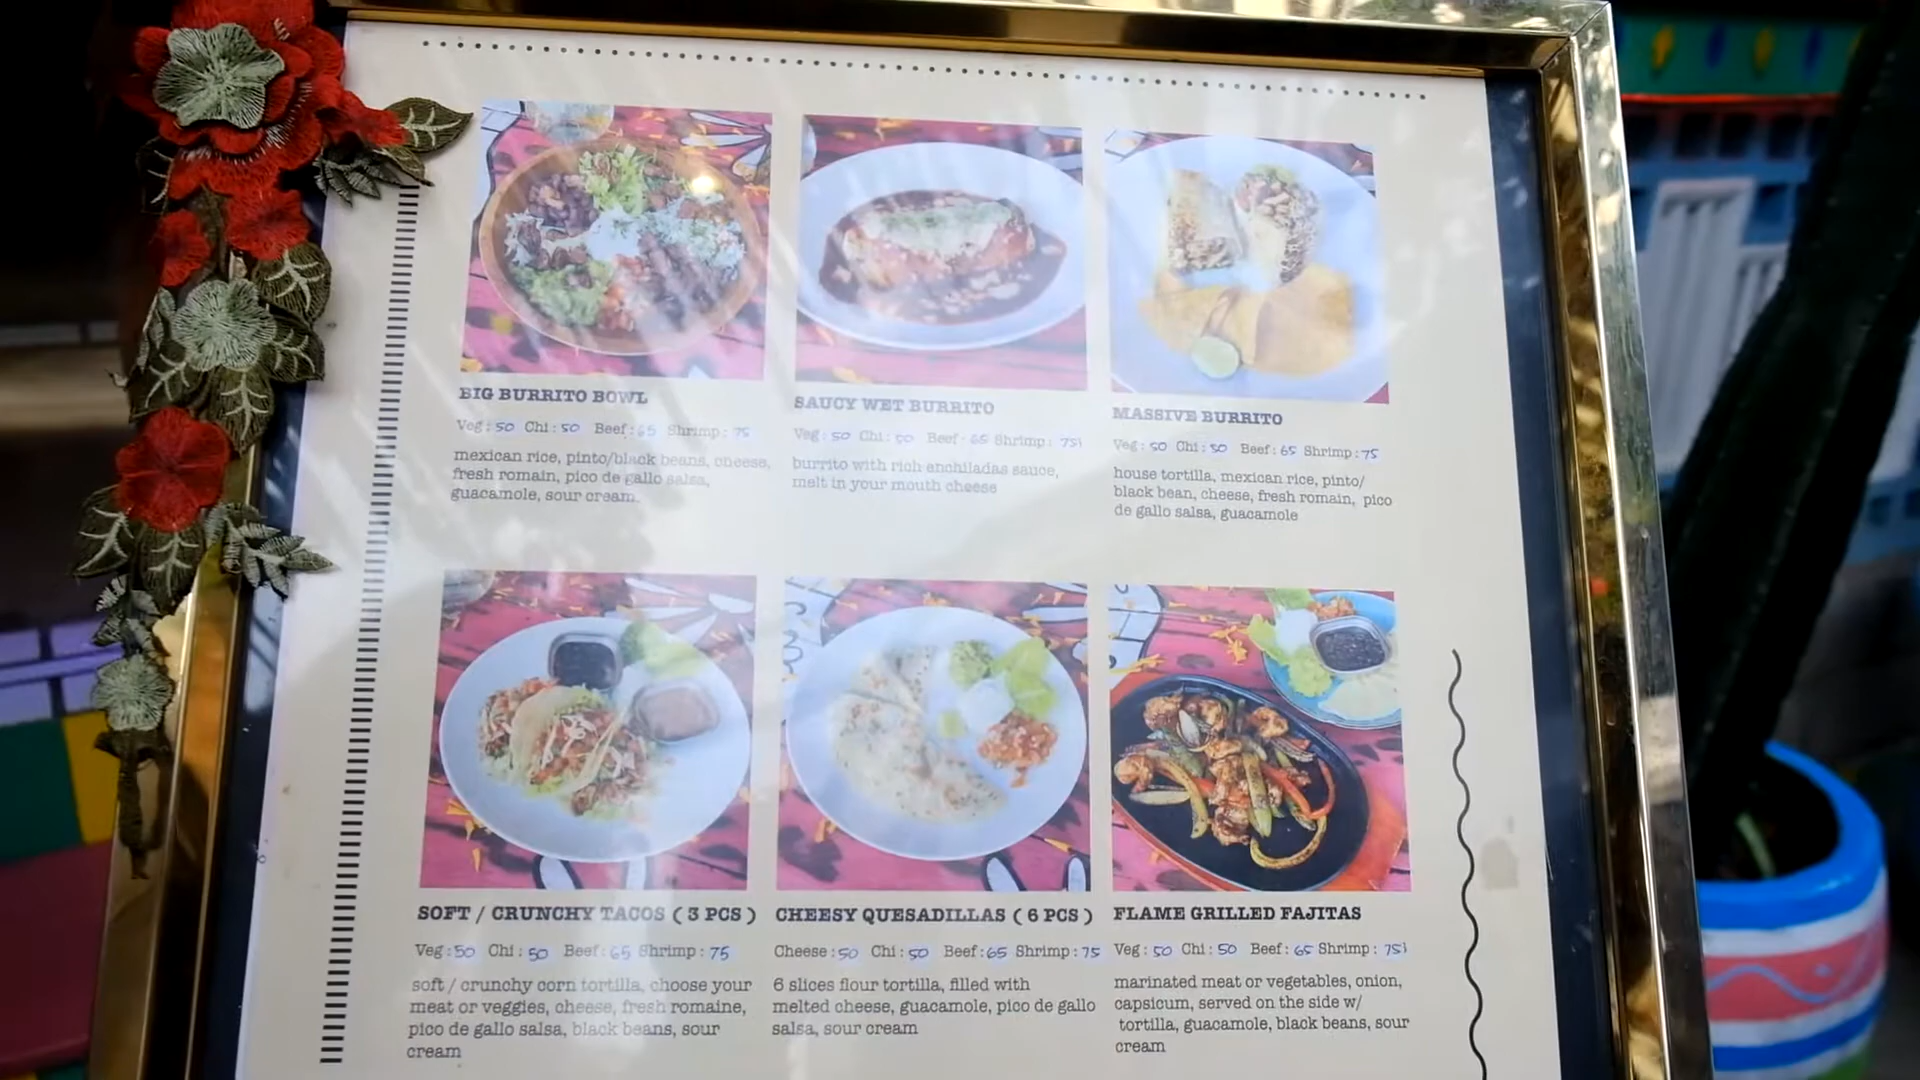 BIG BURRITO BOWL
Veg : 50 Chi : 50 Beef : 65 Shrimp : 75
mexican rice, pinto/black beans, cheese,
fresh romain, pico de gallo salsa,
guacamole, sour cream.
SAUCY WET BURRITO
Veg : 50 Chi : 50 Beef : 65 Shrimp : 75
burrito with rich enchiladas sauce,
melt in your mouth cheese
MASSIVE BURRITO
Veg : 50 Chi : 50 Beef : 65 Shrimp : 75
house tortilla, mexican rice, pinto/
black bean, cheese, fresh romain, pico
de gallo salsa, guacamole
SOFT / CRUNCHY TACOS ( 3 PCS )
Veg : 50 Chi : 50 Beef : 65 Shrimp : 75
soft / crunchy corn tortilla, choose your
meat or veggies, cheese, fresh romaine,
pico de gallo salsa, black beans, sour
cream
CHEESY QUESADILLAS ( 6 PCS )
Cheese : 50 Chi : 50 Beef : 65 Shrimp : 75
6 slices flour tortilla, filled with
melted cheese, guacamole, pico de gallo
salsa, sour cream
FLAME GRILLED FAJITAS
Veg : 50 Chi : 50 Beef : 65 Shrimp : 75
marinated meat or vegetables, onion,
capsicum, served on the side w/
tortilla, guacamole, black beans, sour
cream